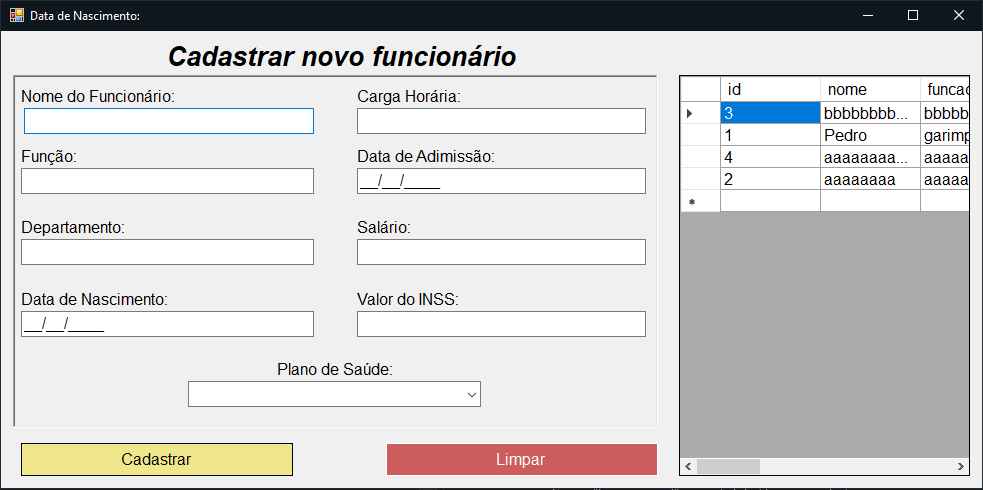 Data de Nascimento:
Cadastrar novo funcionário
Nome do Funcionário:
Carga Horária:
Função:
Data de Adimissão:
__/__/____
Departamento:
Salário:
Data de Nascimento:
Valor do INSS:
__/__/____
Plano de Saúde:
Cadastrar
Limpar
id nome funcac
3 bbbbbbbb... bbbbb
1 Pedro garimp
4 aaaaaaaa... aaaaa
2 aaaaaaaa aaaaa